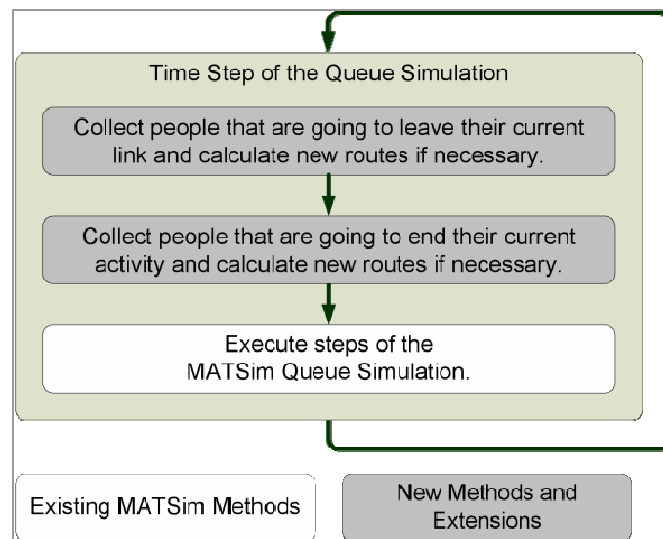 Time Step of the Queue Simulation
Collect people that are going to leave their current
link and calculate new routes if necessary.
Collect people that are going to end their current
activity and calculate new routes if necessary.
Execute steps of the
MATSim Queue Simulation.
Existing MATSim Methods
New Methods and
Extensions